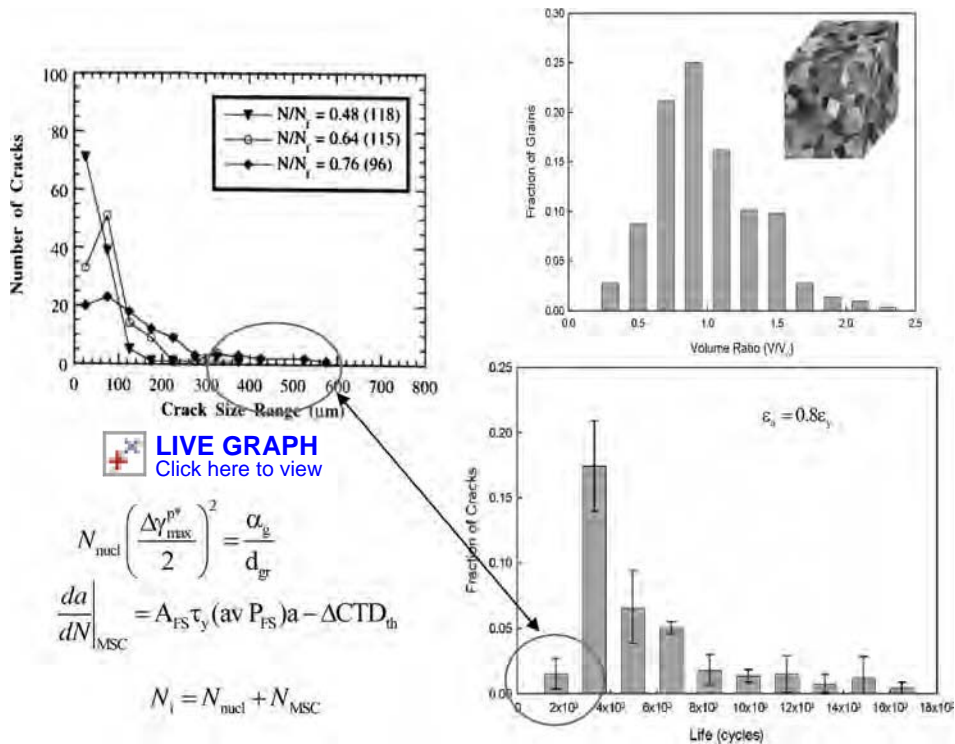 100
80
60
40
20
0
Number of Cracks
N/N_f = 0.48 (118)
N/N_f = 0.64 (115)
N/N_f = 0.76 (96)
0 100 200 300 400 500 600 700 800
Crack Size Range (μm)
LIVE GRAPH
Click here to view
N_nucl (Δγ_max^p* / 2)^2 = α_g / d_gr
da/dN |_MSC = A_FS τ_y (av P_FS)a − ΔCTD_th
N_i = N_nucl + N_MSC
0.30
0.25
0.20
0.15
0.10
0.05
0.00
Fraction of Grains
0.0 0.5 1.0 1.5 2.0 2.5
Volume Ratio (V/V_0)
0.25
0.20
0.15
0.10
0.05
0.00
Fraction of Cracks
ε_a = 0.8ε_y
0 2x10³ 4x10³ 6x10³ 8x10³ 10x10³ 12x10³ 14x10³ 16x10³ 18x10³
Life (cycles)